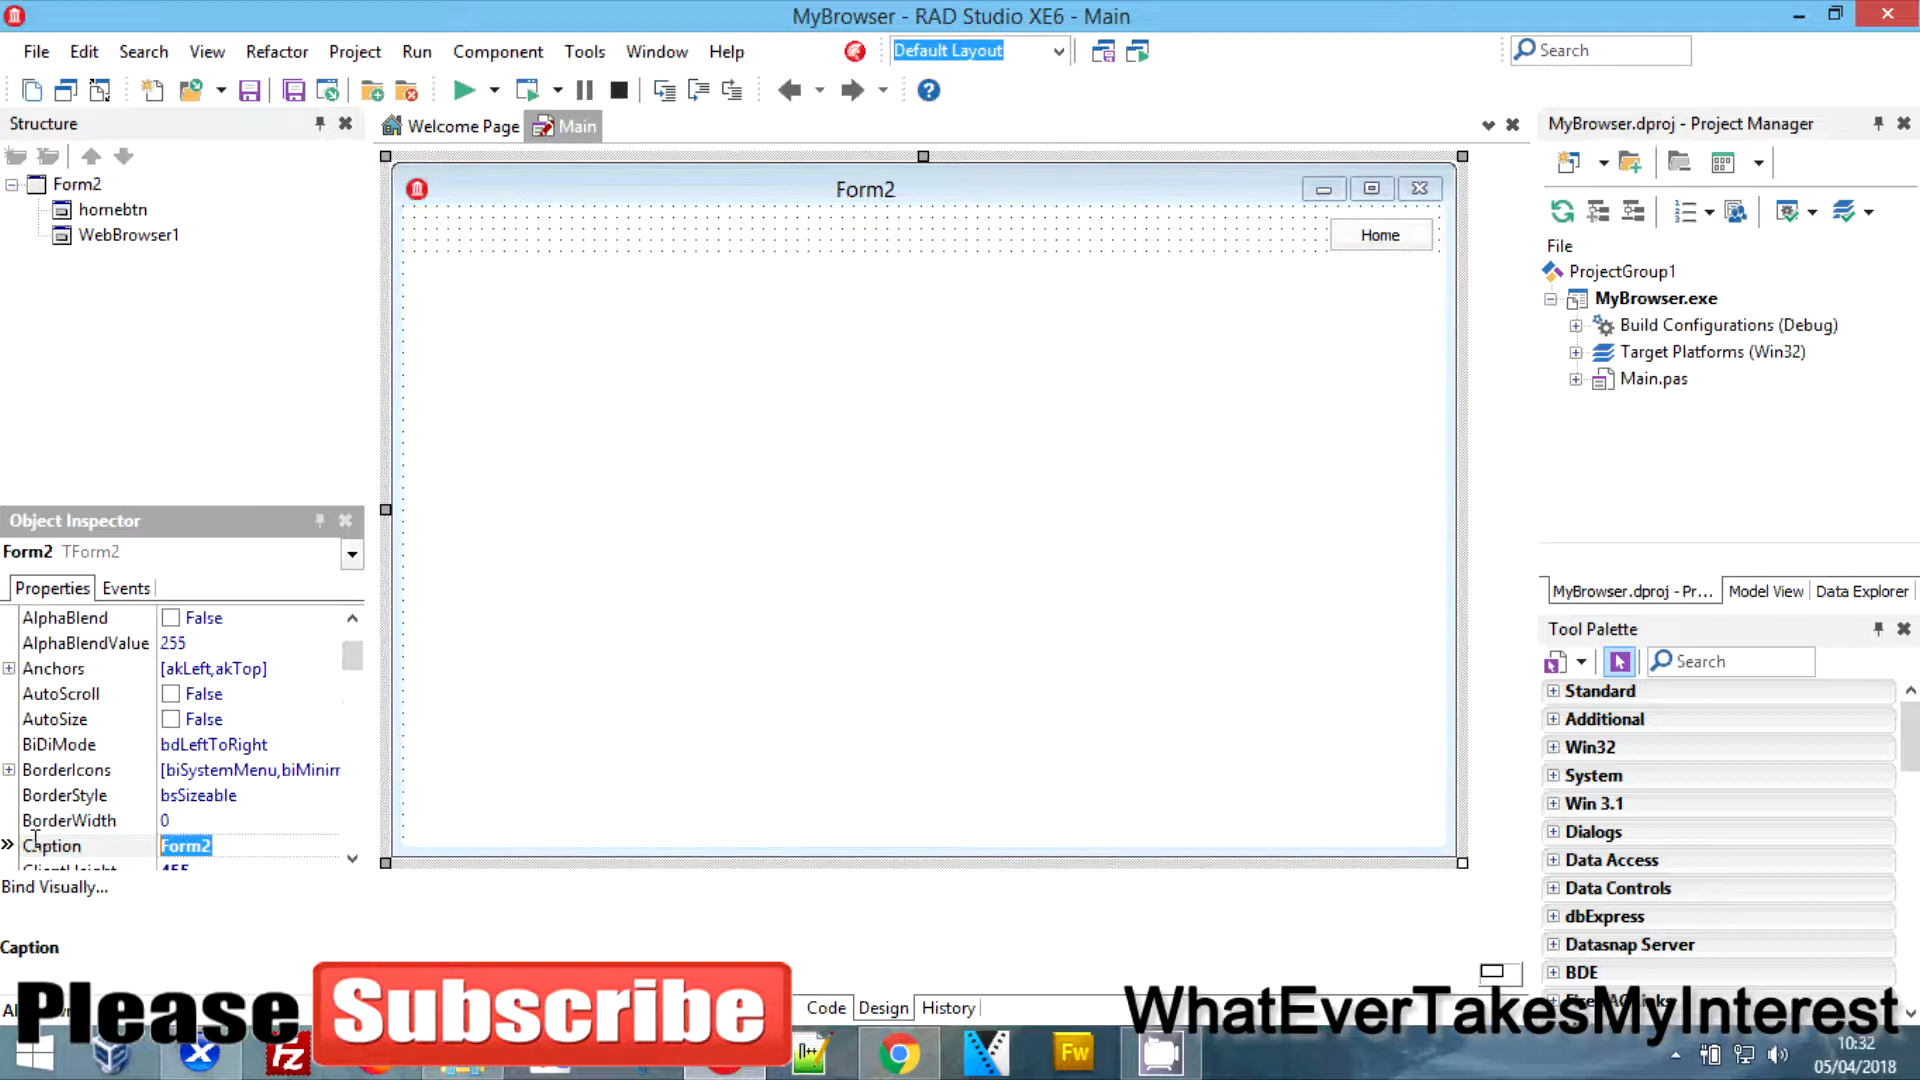 MyBrowser - RAD Studio XE6 - Main
File Edit Search View Refactor Project Run Component Tools Window Help
Default Layout
Search
Structure
Welcome Page
Main
MyBrowser.dproj - Project Manager
Form2
homebtn
WebBrowser1
Form2
Home
File
ProjectGroup1
MyBrowser.exe
Build Configurations (Debug)
Target Platforms (Win32)
Main.pas
Object Inspector
Form2 TForm2
Properties Events
AlphaBlend False
AlphaBlendValue 255
Anchors [akLeft,akTop]
AutoScroll False
AutoSize False
BiDiMode bdLeftToRight
BorderIcons [biSystemMenu,biMinim
BorderStyle bsSizeable
BorderWidth 0
Caption Form2
ClientHeight 455
Bind Visually...
Caption
MyBrowser.dproj - Pr... Model View Data Explorer
Tool Palette
Search
Standard
Additional
Win32
System
Win 3.1
Dialogs
Data Access
Data Controls
dbExpress
Datasnap Server
BDE
Code Design History
Please Subscribe
WhatEverTakesMyInterest
Fw
10:32
05/04/2018